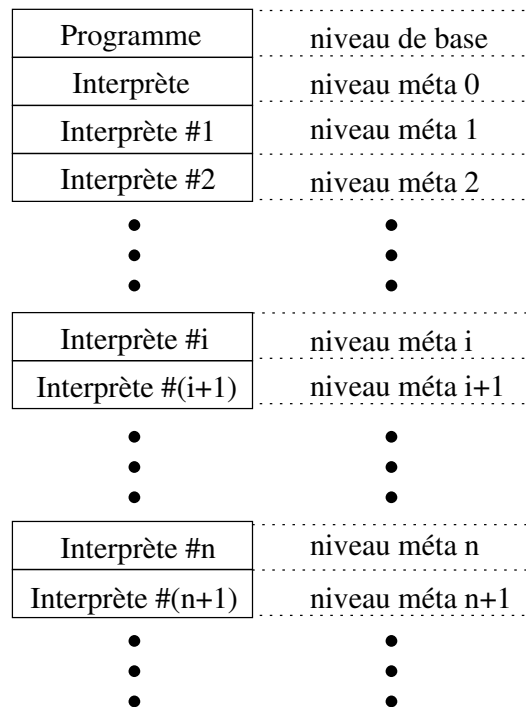 Programme niveau de base
Interprète niveau méta 0
Interprète #1 niveau méta 1
Interprète #2 niveau méta 2
Interprète #i niveau méta i
Interprète #(i+1) niveau méta i+1
Interprète #n niveau méta n
Interprète #(n+1) niveau méta n+1